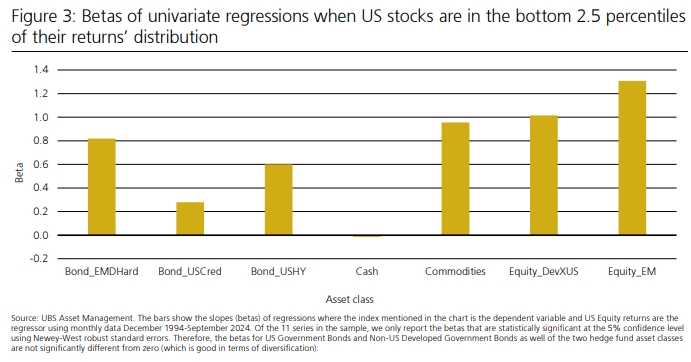 Figure 3: Betas of univariate regressions when US stocks are in the bottom 2.5 percentiles
of their returns’ distribution
1.4
1.2
1.0
0.8
0.6
0.4
0.2
0.0
-0.2
Beta
Bond_EMDHard Bond_USCred Bond_USHY Cash Commodities Equity_DevXUS Equity_EM
Asset class
Source: UBS Asset Management. The bars show the slopes (betas) of regressions where the index mentioned in the chart is the dependent variable and US Equity returns are the
regressor using monthly data December 1994-September 2024. Of the 11 series in the sample, we only report the betas that are statistically significant at the 5% confidence level
using Newey-West robust standard errors. Therefore, the betas for US Government Bonds and Non-US Developed Government Bonds as well of the two hedge fund asset classes
are not significantly different from zero (which is good in terms of diversification).